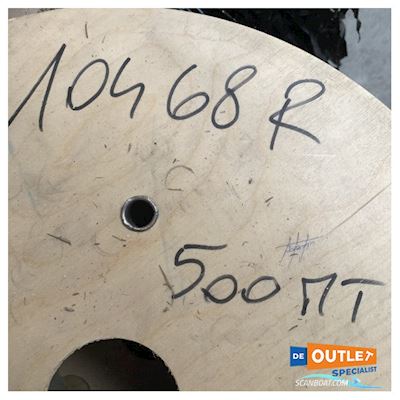 10468R
500 MT
DE OUTLET
SPECIALIST
SCANBOAT.COM